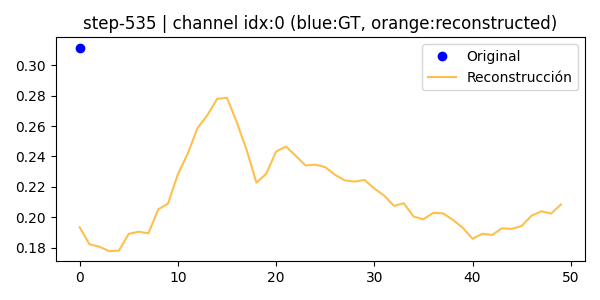 step-535 | channel idx:0 (blue:GT, orange:reconstructed)
Original
Reconstrucción
0.30
0.28
0.26
0.24
0.22
0.20
0.18
0 10 20 30 40 50